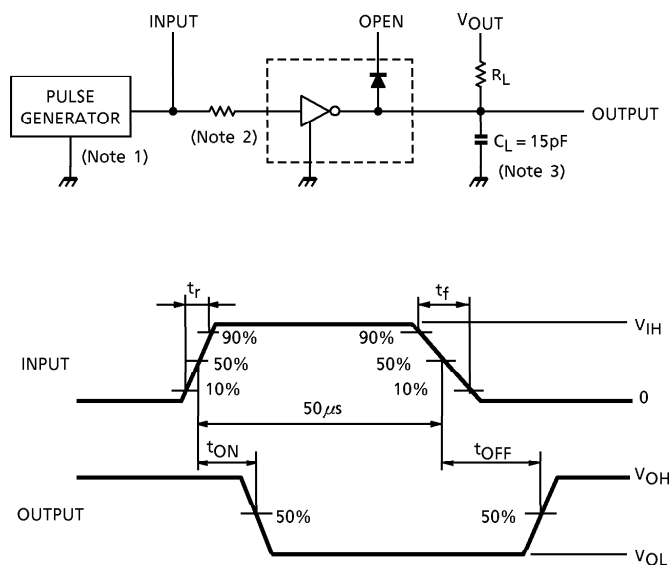 INPUT
OPEN
VOUT
PULSE
GENERATOR
(Note 1)
(Note 2)
RL
OUTPUT
CL = 15pF
(Note 3)
tr
tf
VIH
90%
90%
INPUT
50%
50%
10%
10%
0
50μs
tON
tOFF
VOH
OUTPUT
50%
50%
VOL